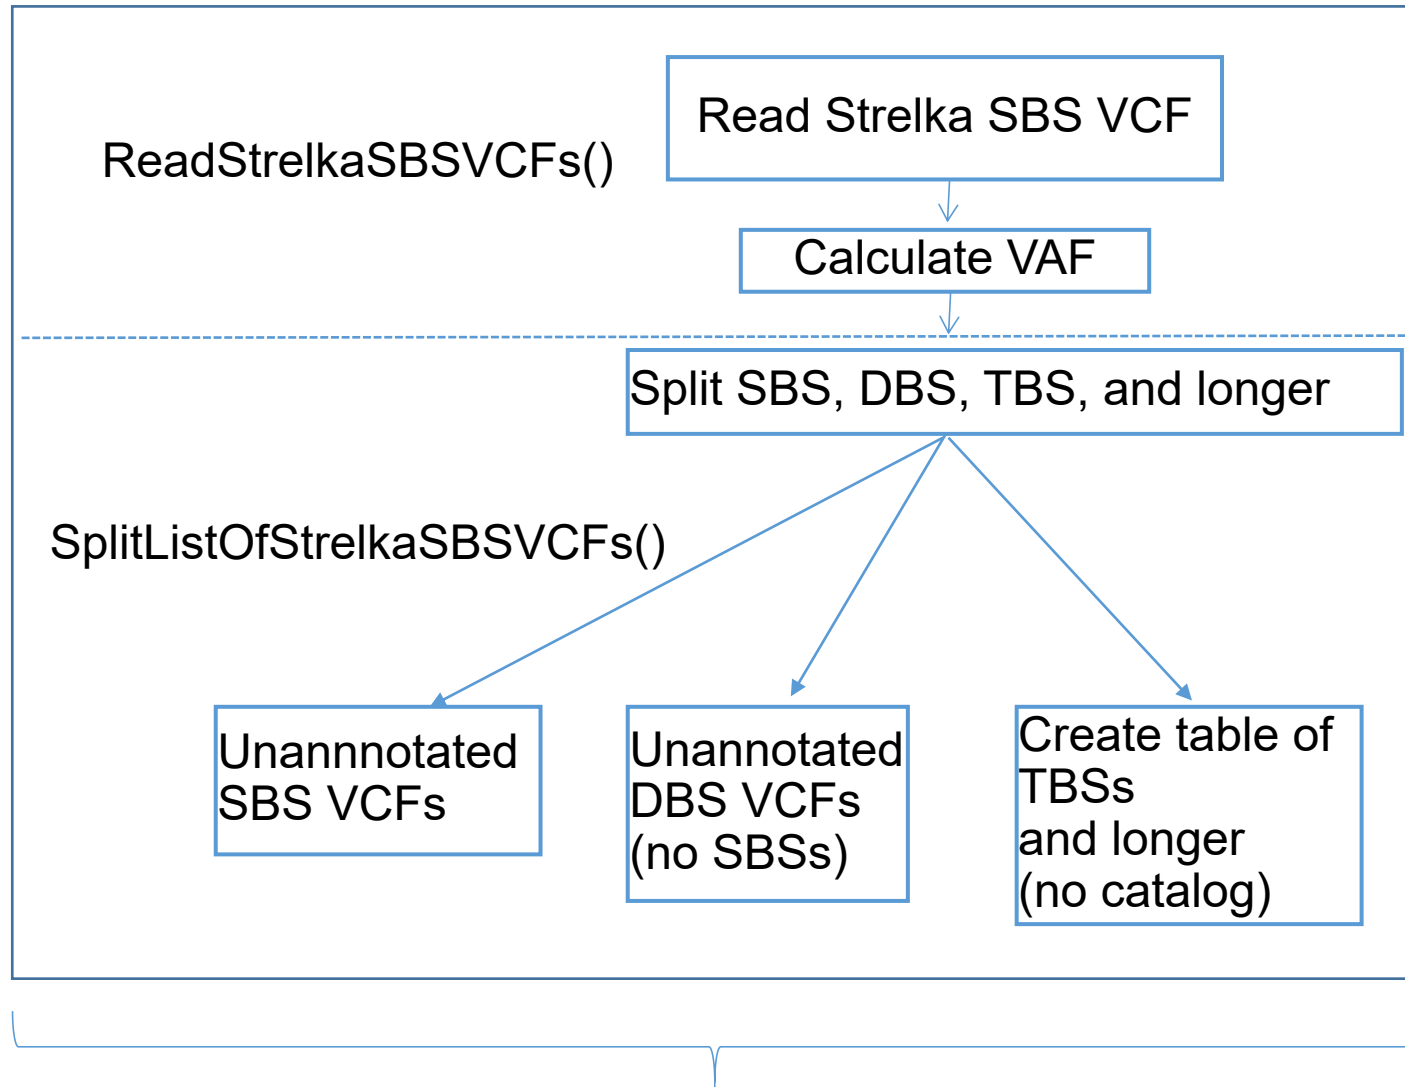 Read Strelka SBS VCF
ReadStrelkaSBSVCFs()
Calculate VAF
Split SBS, DBS, TBS, and longer
SplitListOfStrelkaSBSVCFs()
Unannnotated
SBS VCFs
Unannotated
DBS VCFs
(no SBSs)
Create table of
TBSs
and longer
(no catalog)